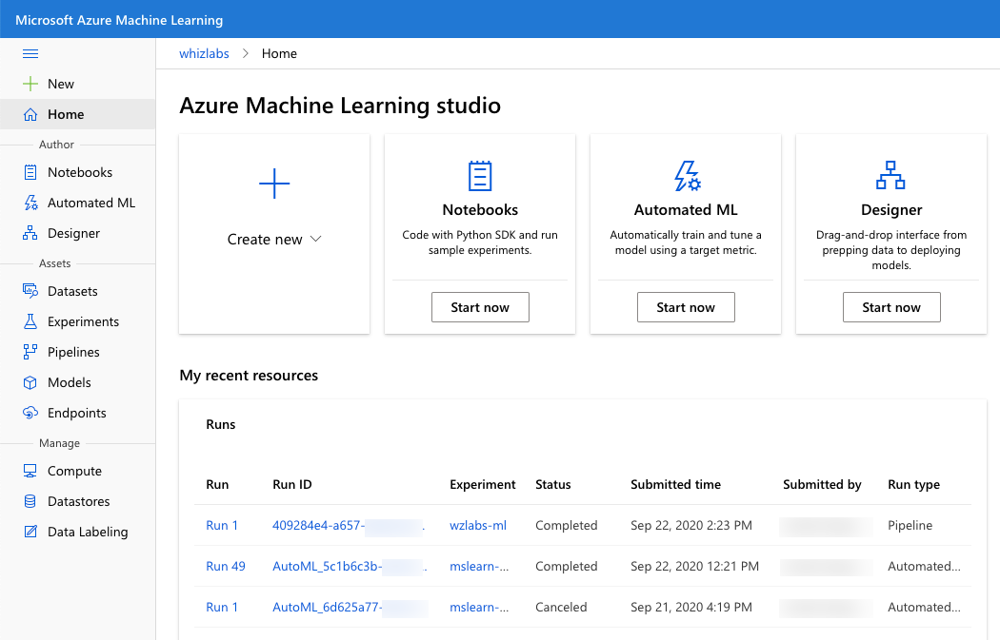 Microsoft Azure Machine Learning
whizlabs > Home
New
Home
Author
Notebooks
Automated ML
Designer
Assets
Datasets
Experiments
Pipelines
Models
Endpoints
Manage
Compute
Datastores
Data Labeling
Azure Machine Learning studio
Create new
Notebooks
Code with Python SDK and run
sample experiments.
Start now
Automated ML
Automatically train and tune a
model using a target metric.
Start now
Designer
Drag-and-drop interface from
prepping data to deploying
models.
Start now
My recent resources
Runs
Run Run ID Experiment Status Submitted time Submitted by Run type
Run 1 409284e4-a657- wzlabs-ml Completed Sep 22, 2020 2:23 PM Pipeline
Run 49 AutoML_5c1b6c3b- mslearn-... Completed Sep 22, 2020 12:21 PM Automated...
Run 1 AutoML_6d625a77- mslearn-... Canceled Sep 21, 2020 4:19 PM Automated...